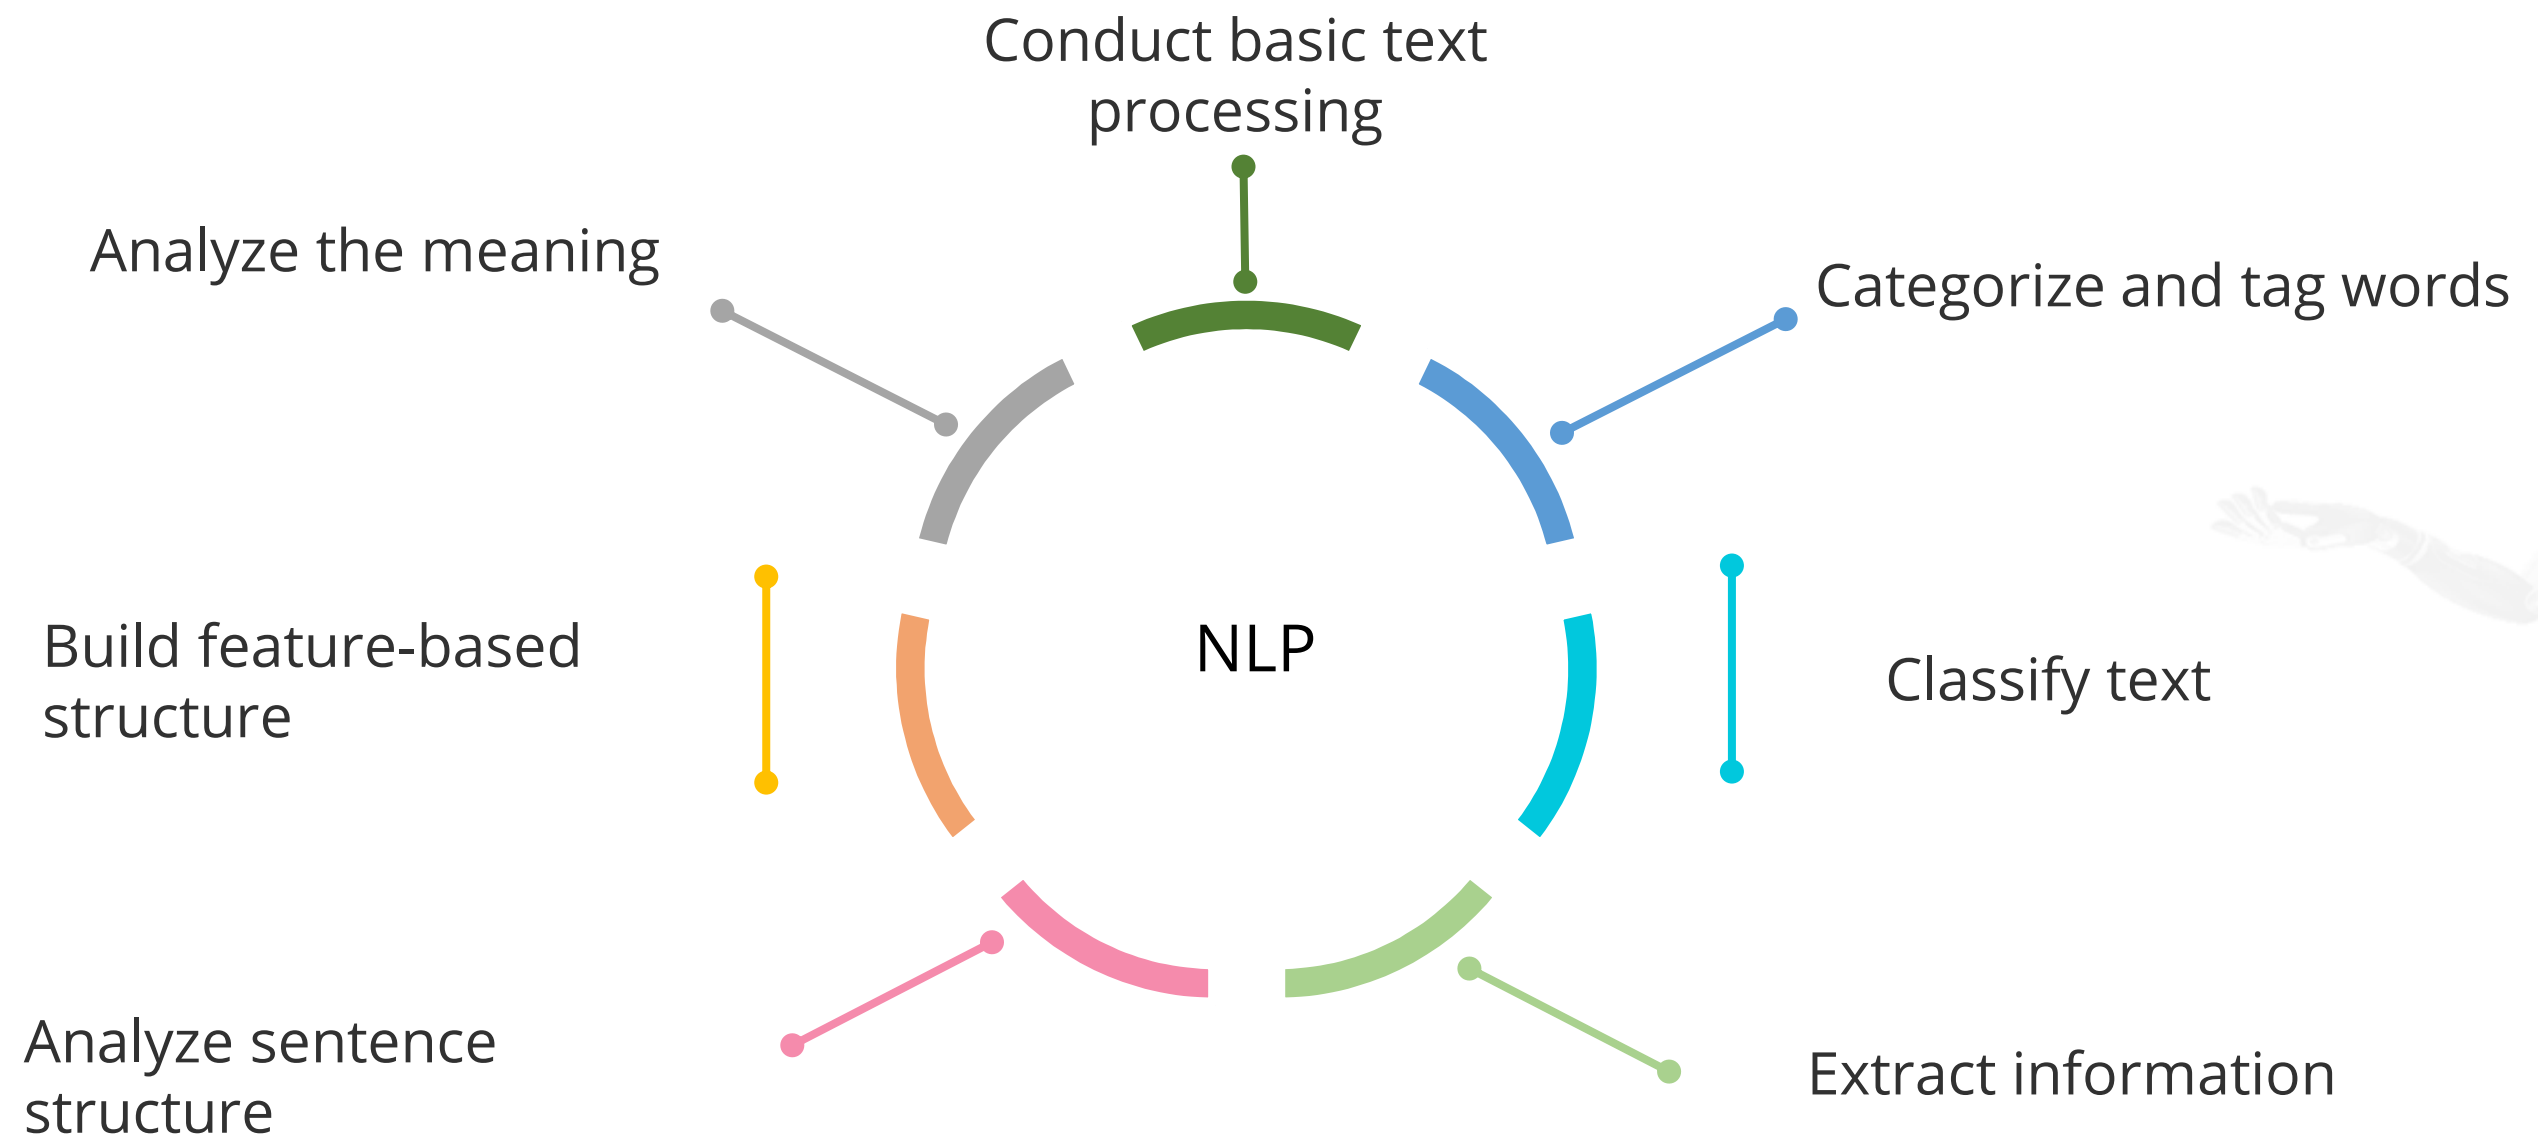 Conduct basic text
processing
Analyze the meaning
Categorize and tag words
Build feature-based
structure
NLP
Classify text
Analyze sentence
structure
Extract information